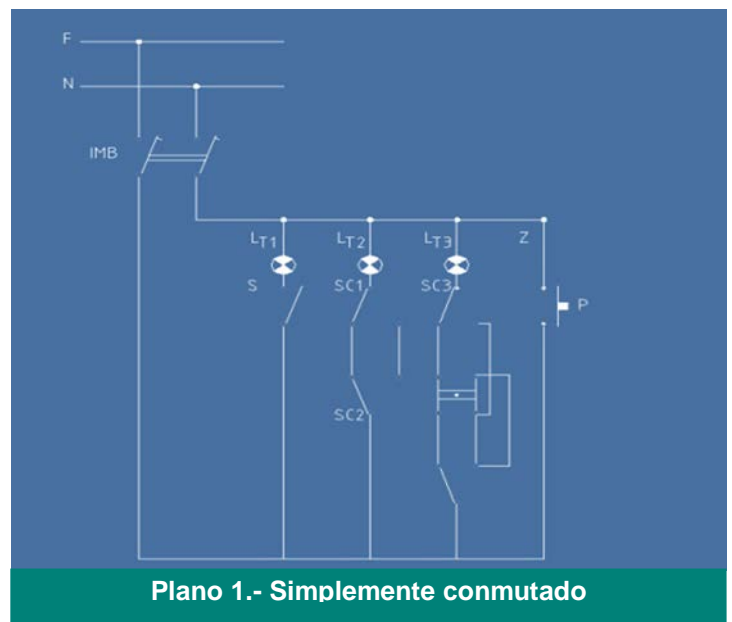 F
N
IMB
LT1 LT2 LT3 Z
S SC1 SC3 P
SC2
Plano 1.- Simplemente conmutado